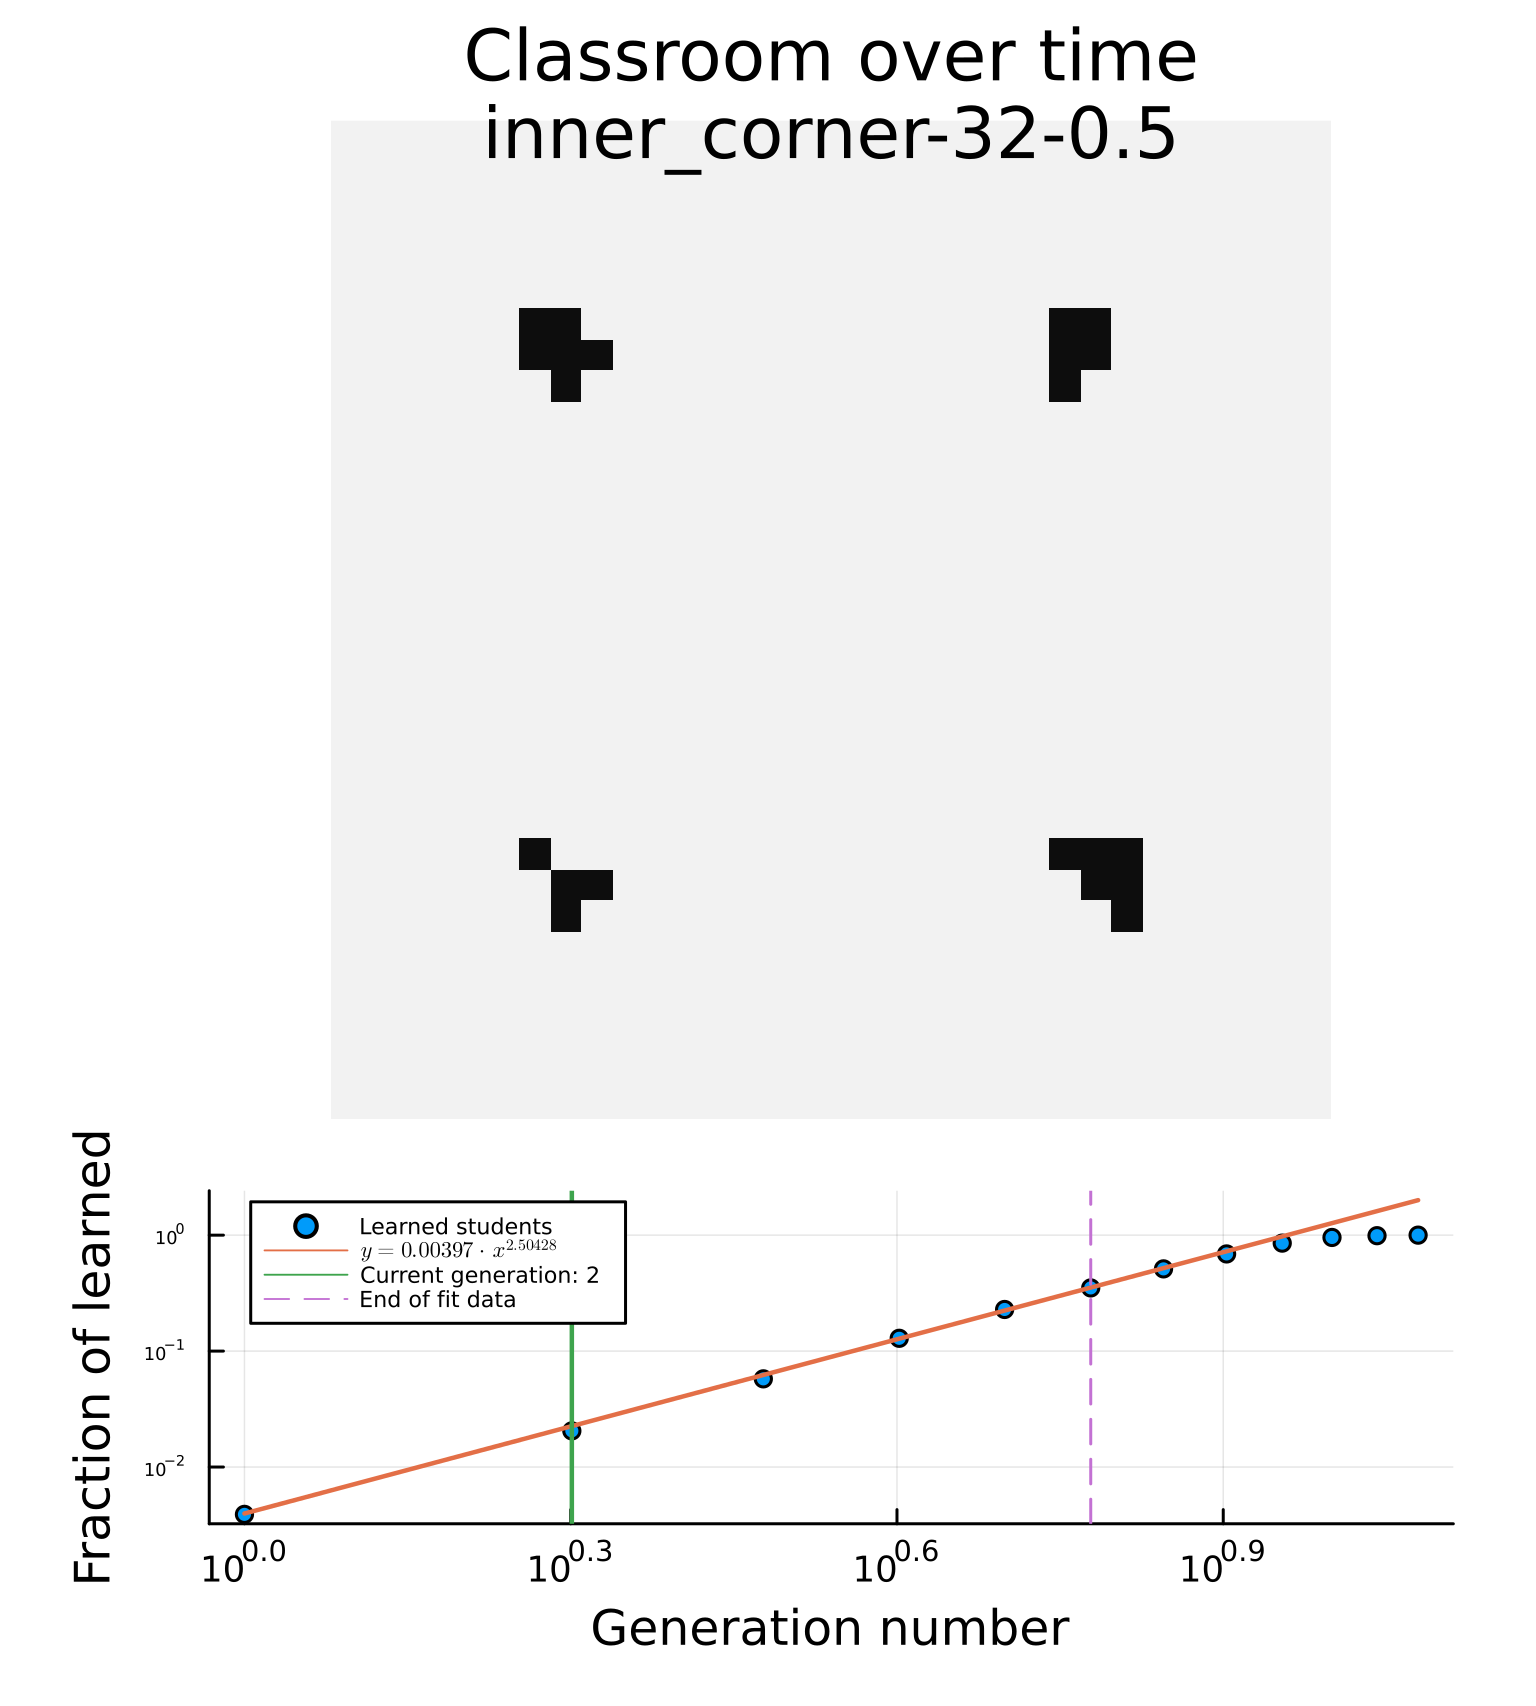 Classroom over time
inner_corner-32-0.5
Fraction of learned
10⁰
10⁻¹
10⁻²
Learned students
y = 0.00397 · x^2.50428
Current generation: 2
End of fit data
10^0.0 10^0.3 10^0.6 10^0.9
Generation number